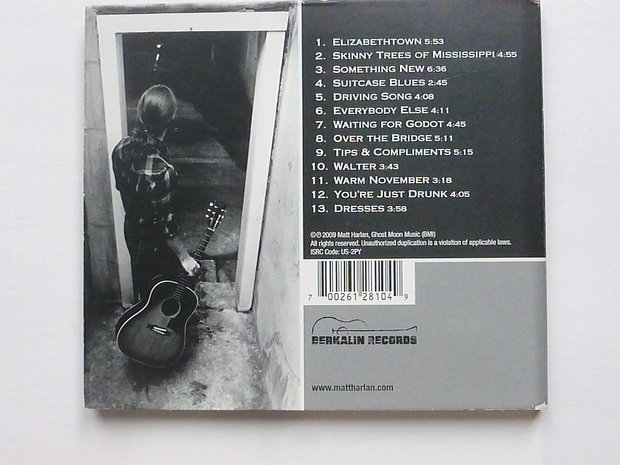 1. Elizabethtown 5:53
2. Skinny Trees of Mississippi 4:55
3. Something New 6:36
4. Suitcase Blues 2:45
5. Driving Song 4:08
6. Everybody Else 4:11
7. Waiting for Godot 4:45
8. Over the Bridge 5:11
9. Tips & Compliments 5:15
10. Walter 3:43
11. Warm November 3:18
12. You're Just Drunk 4:05
13. Dresses 3:58
©℗ 2009 Matt Harlan, Ghost Moon Music (BMI)
All rights reserved. Unauthorized duplication is a violation of applicable laws.
ISRC Code: US-2PY
7 00261 28104 9
BERKALIN RECORDS
www.mattharlan.com